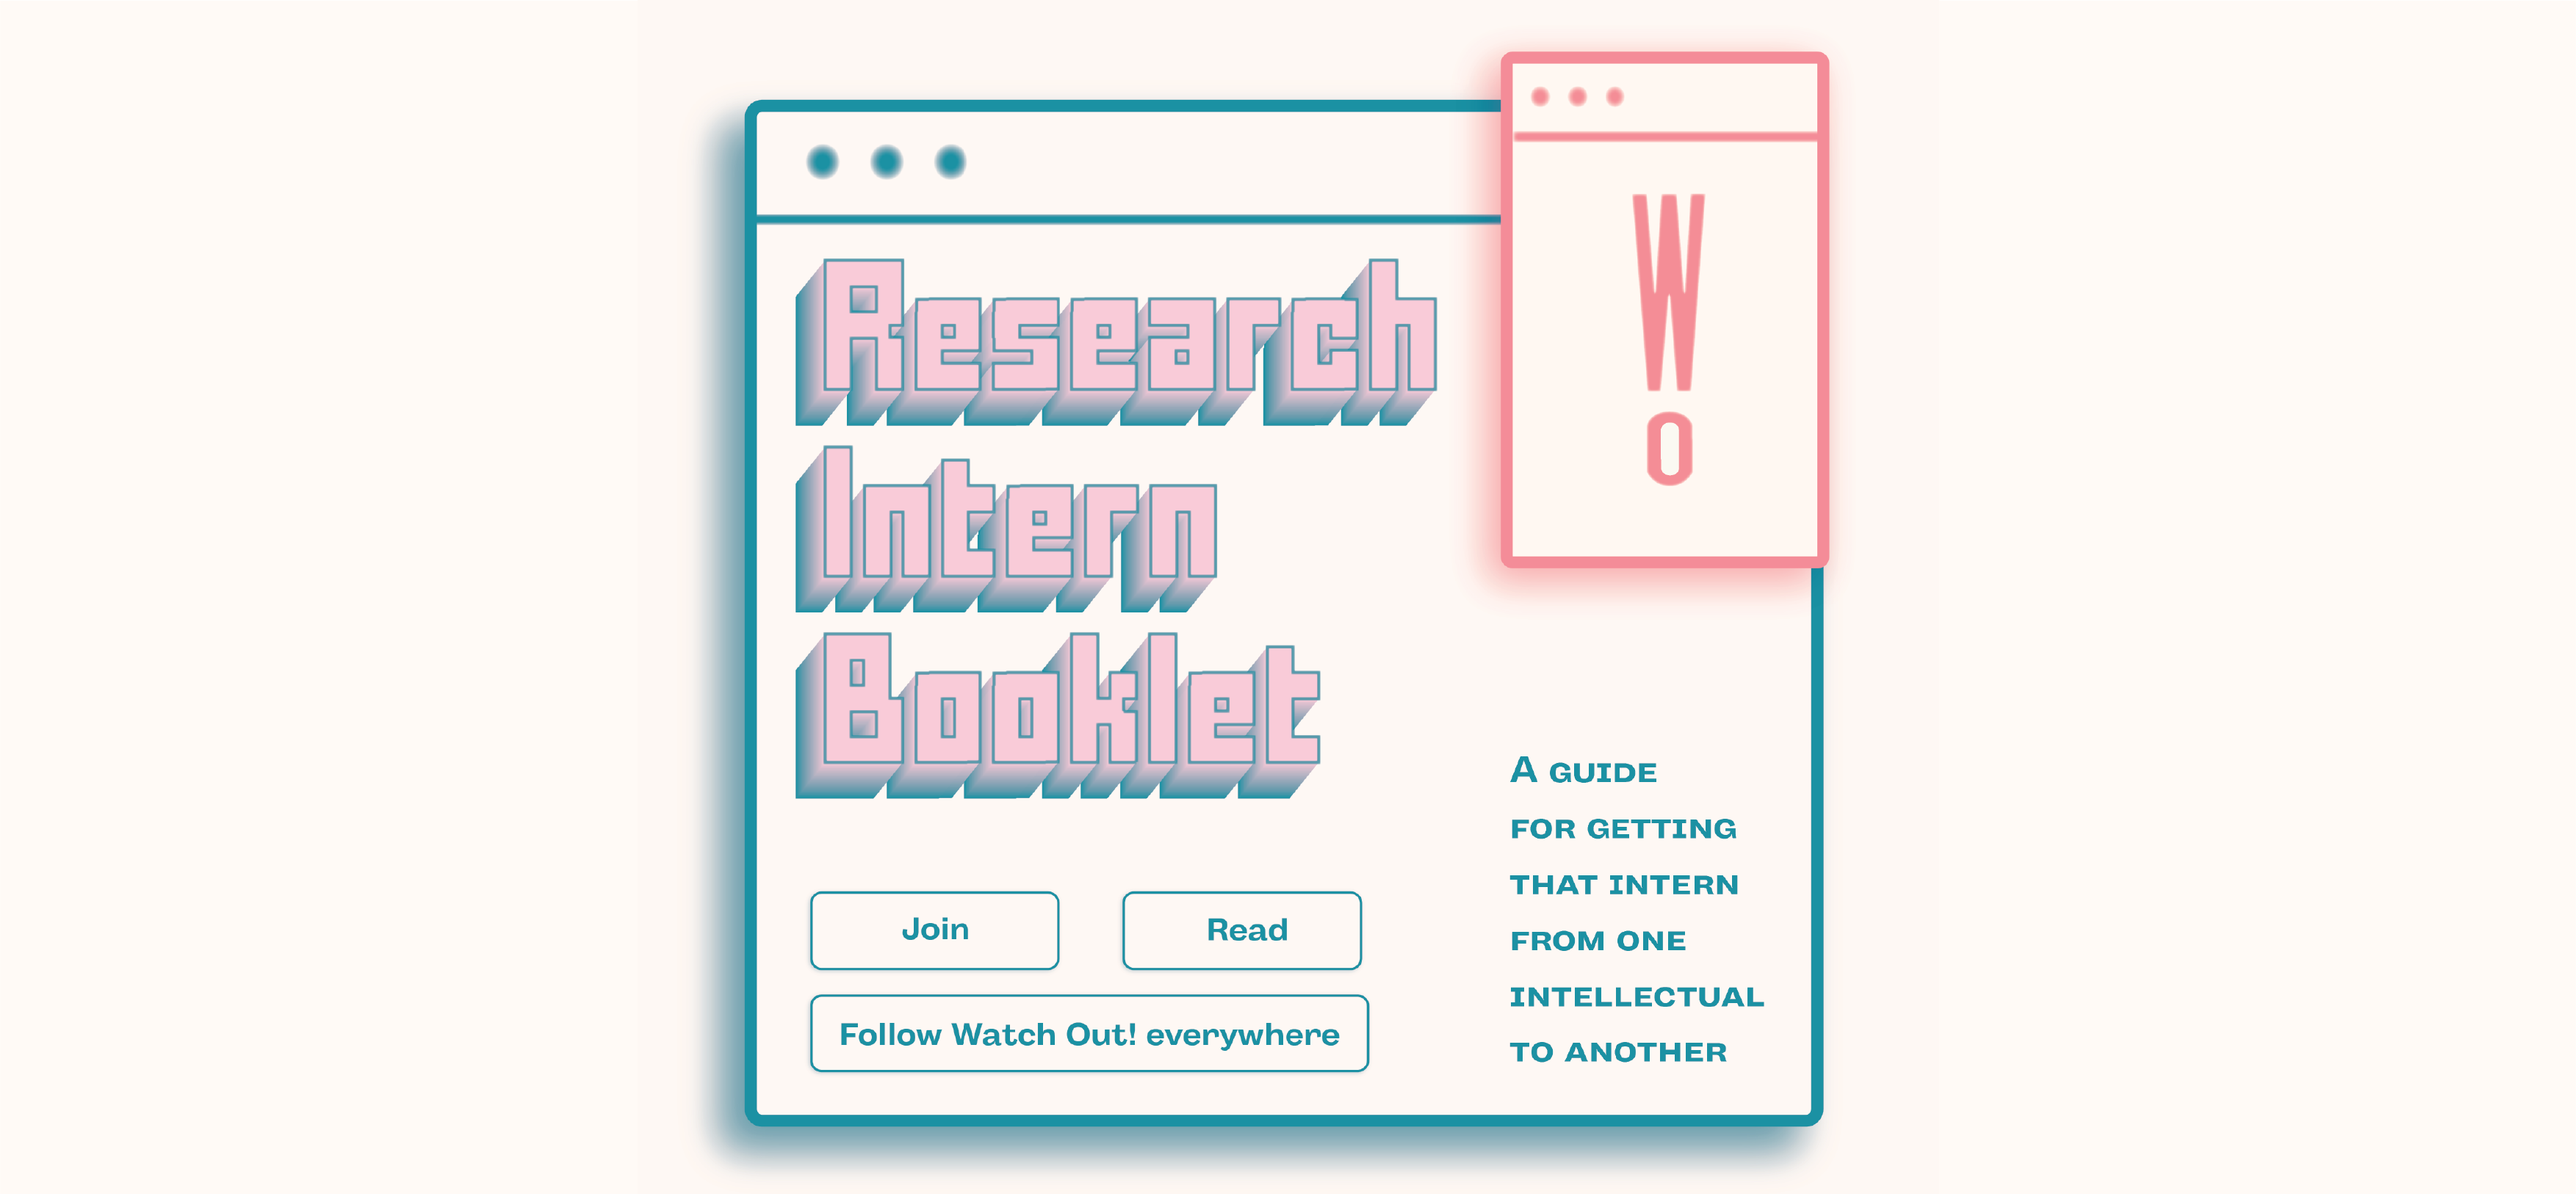 W
O
Research
Intern
Booklet
A GUIDE
FOR GETTING
THAT INTERN
FROM ONE
INTELLECTUAL
TO ANOTHER
Join
Read
Follow Watch Out! everywhere